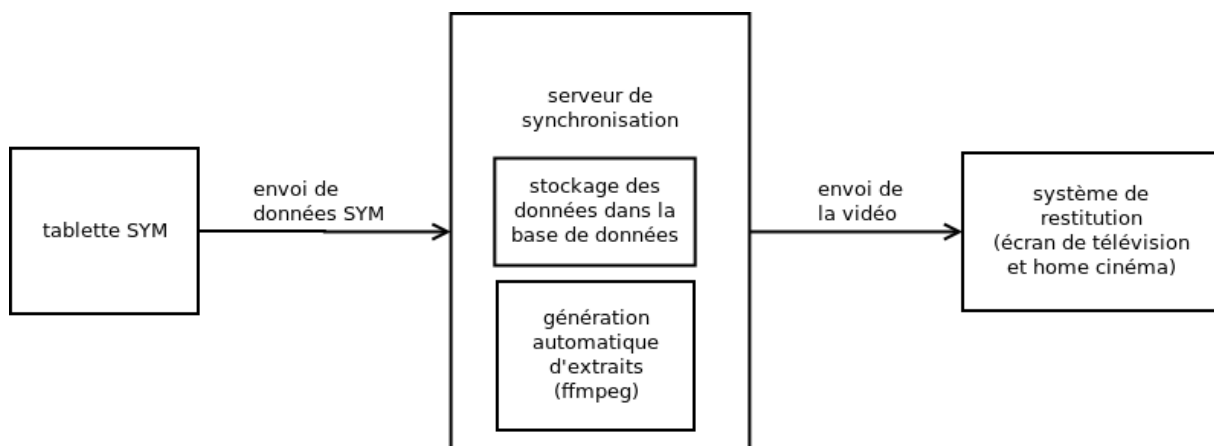 tablette SYM
envoi de
données SYM
serveur de
synchronisation
stockage des
données dans la
base de données
génération
automatique
d'extraits
(ffmpeg)
envoi de
la vidéo
système de
restitution
(écran de télévision
et home cinéma)